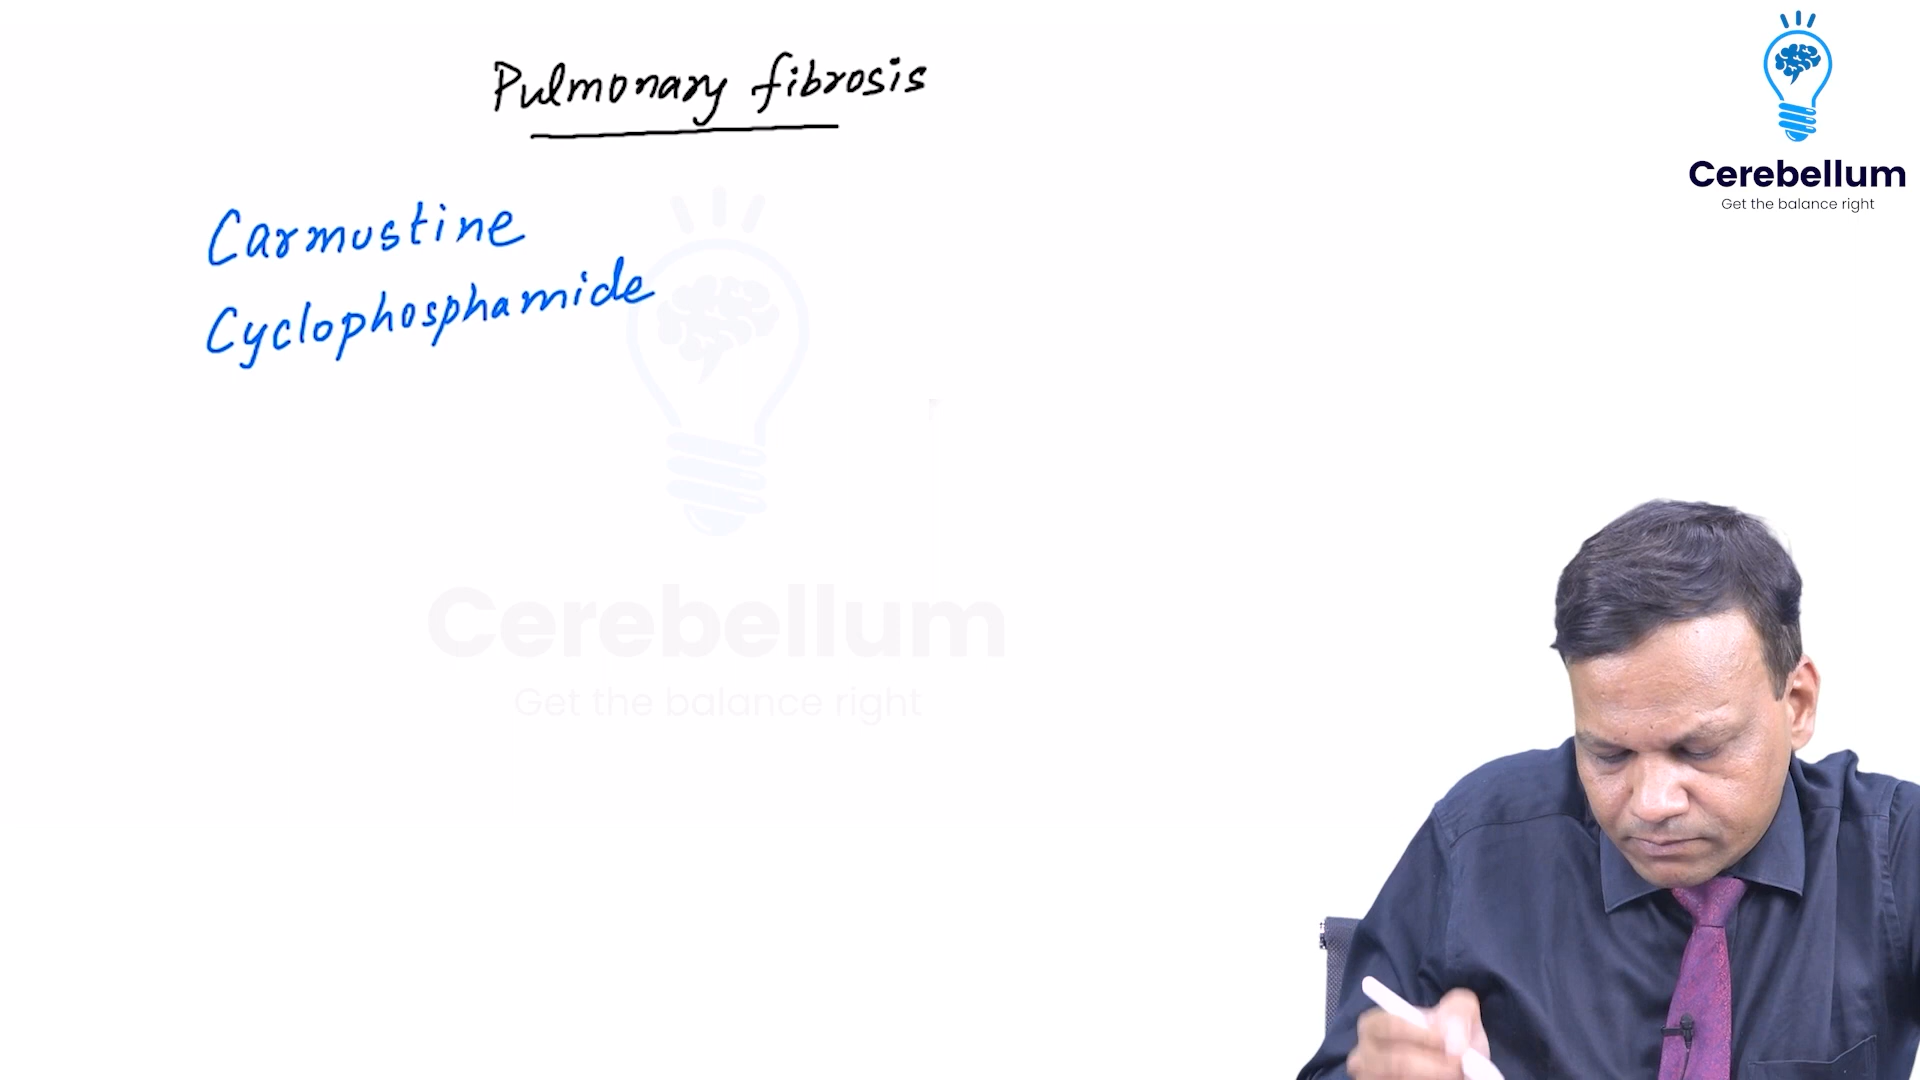 Pulmonary fibrosis
Cerebellum
Get the balance right
Carmustine
Cyclophosphamide
Cerebellum
Get the balance right